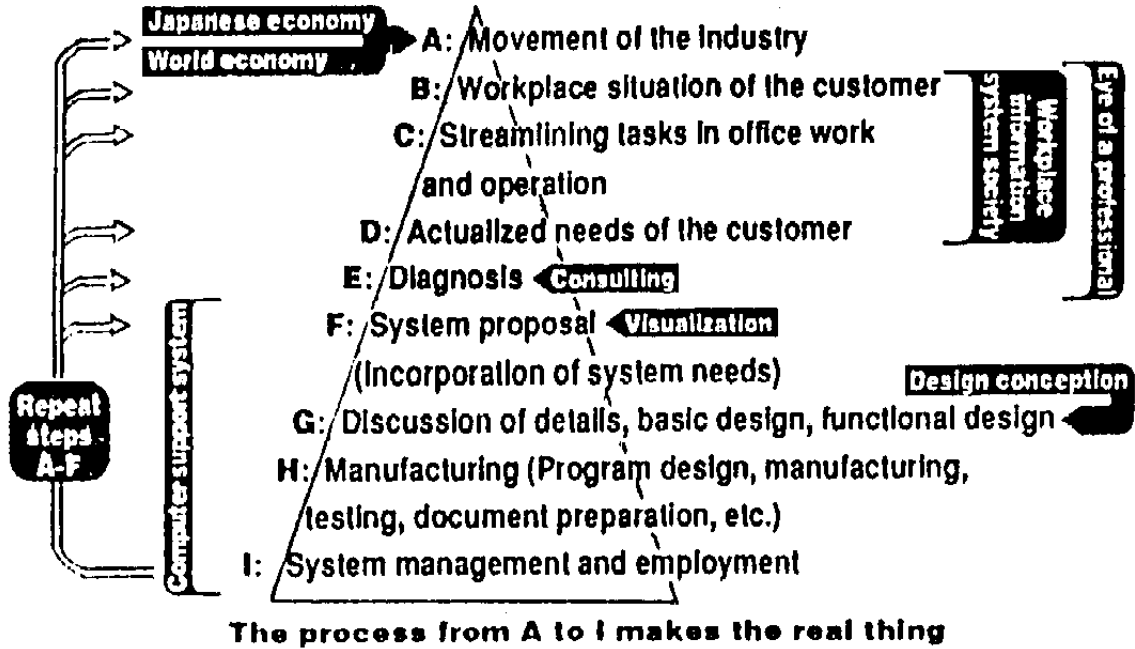 Japanese economy
World economy
A: Movement of the industry
B: Workplace situation of the customer
C: Streamlining tasks in office work
and operation
D: Actualized needs of the customer
E: Diagnosis
Consulting
F: System proposal
Visualization
(Incorporation of system needs)
Design conception
G: Discussion of details, basic design, functional design
H: Manufacturing (Program design, manufacturing,
testing, document preparation, etc.)
I: System management and employment
Workplace
information
system society
Eye of a professional
Computer support system
Repeat
steps
A-F
The process from A to I makes the real thing